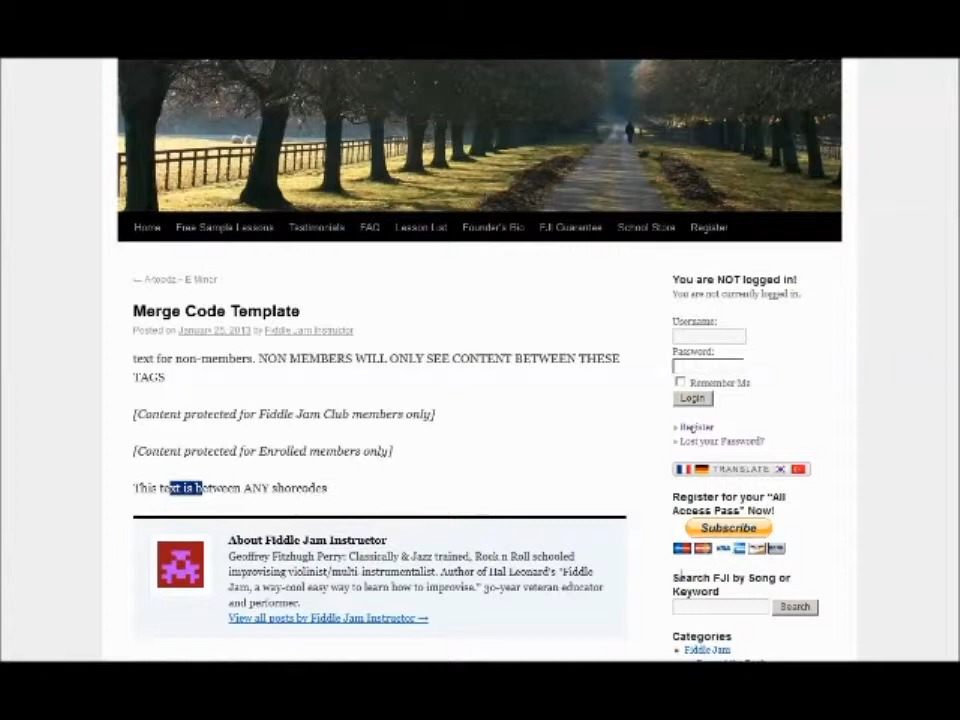 Home Free Sample Lessons Testimonials FAQ Lesson List Founder's Bio FJI Guarantee School Store Register
← Artoodz – E Minor
Merge Code Template
Posted on January 25, 2013 by Fiddle Jam Instructor
text for non-members. NON MEMBERS WILL ONLY SEE CONTENT BETWEEN THESE
TAGS
[Content protected for Fiddle Jam Club members only]
[Content protected for Enrolled members only]
This text is between ANY shorcodes
About Fiddle Jam Instructor
Geoffrey Fitzhugh Perry: Classically & Jazz trained, Rock n Roll schooled
improvising violinist/multi-instrumentalist. Author of Hal Leonard's "Fiddle
Jam, a way-cool easy way to learn how to improvise." 30-year veteran educator
and performer.
View all posts by Fiddle Jam Instructor →
You are NOT logged in!
You are not currently logged in.
Username:
Password:
Remember Me
Login
» Register
» Lost your Password?
TRANSLATE
Register for your "All
Access Pass" Now!
Subscribe
VISA
Search FJI by Song or
Keyword
Search
Categories
Fiddle Jam